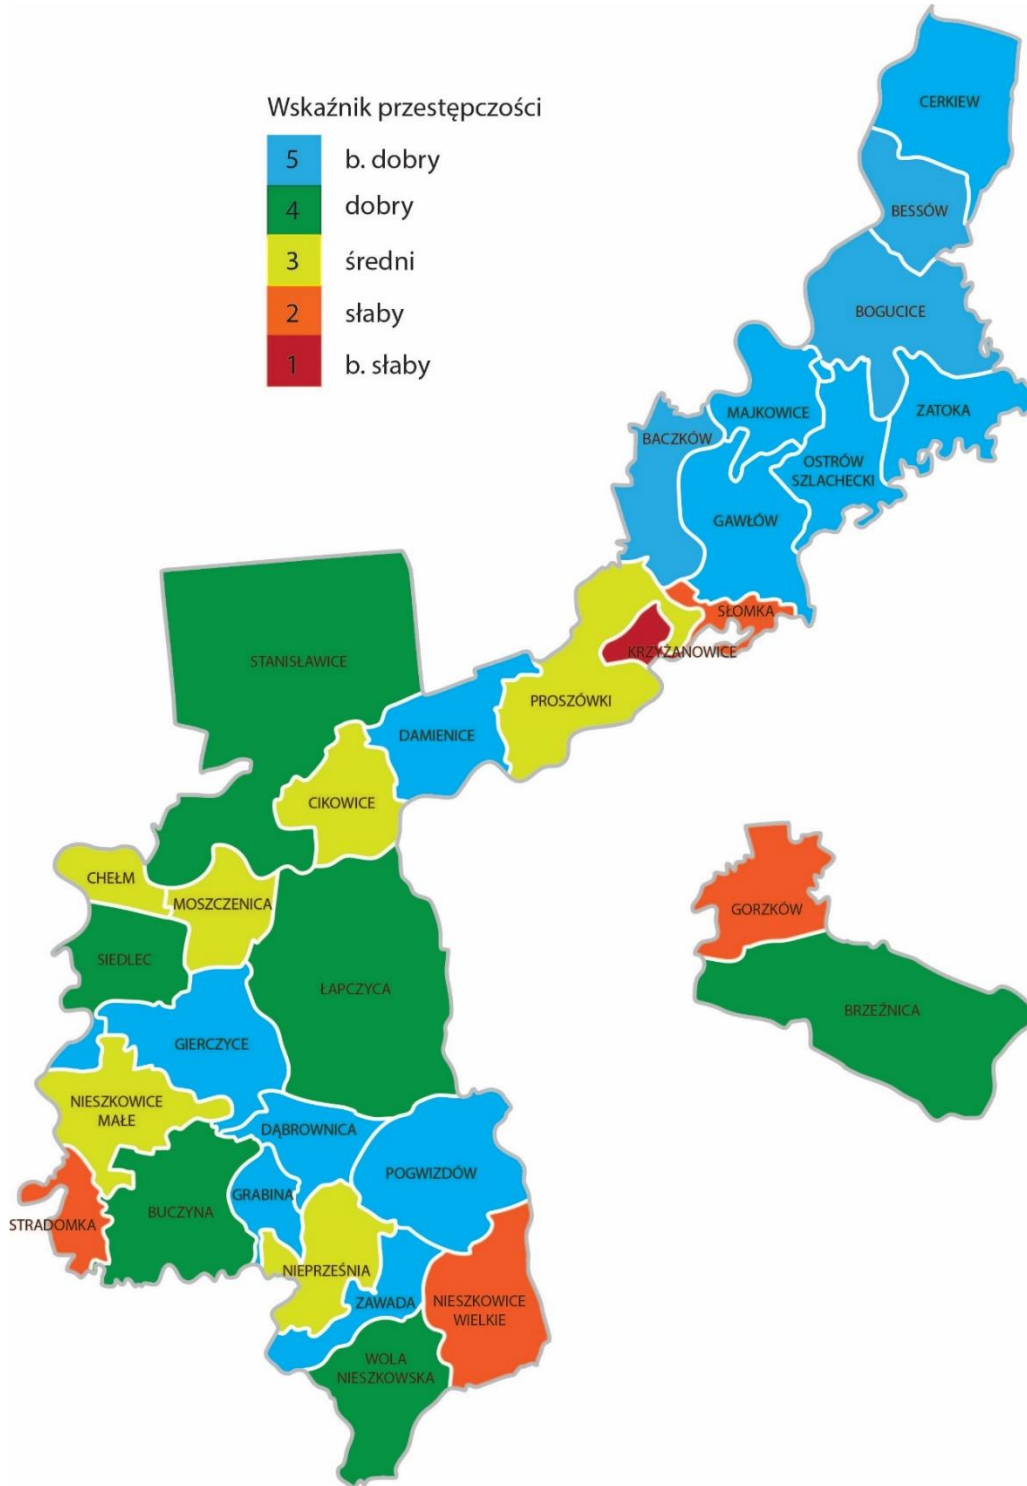 Wskaźnik przestępczości
5 b. dobry
4 dobry
3 średni
2 słaby
1 b. słaby
CERKIEW
BESSÓW
BOGUCICE
MAJKOWICE
ZATOKA
BACZKÓW
OSTRÓW
SZLACHECKI
GAWŁÓW
SŁOMKA
KRZYŻANOWICE
STANISŁAWICE
PROSZÓWKI
DAMIENICE
CIKOWICE
CHEŁM
MOSZCZENICA
GORZKÓW
SIEDLEC
ŁAPCZYCA
BRZEŹNICA
GIERCZYCE
NIESZKOWICE
MAŁE
DĄBROWNICA
POGWIZDÓW
GRABINA
BUCZYNA
STRADOMKA
NIEPRZEŚNIA
ZAWADA
NIESZKOWICE
WIELKIE
WOLA
NIESZKOWSKA